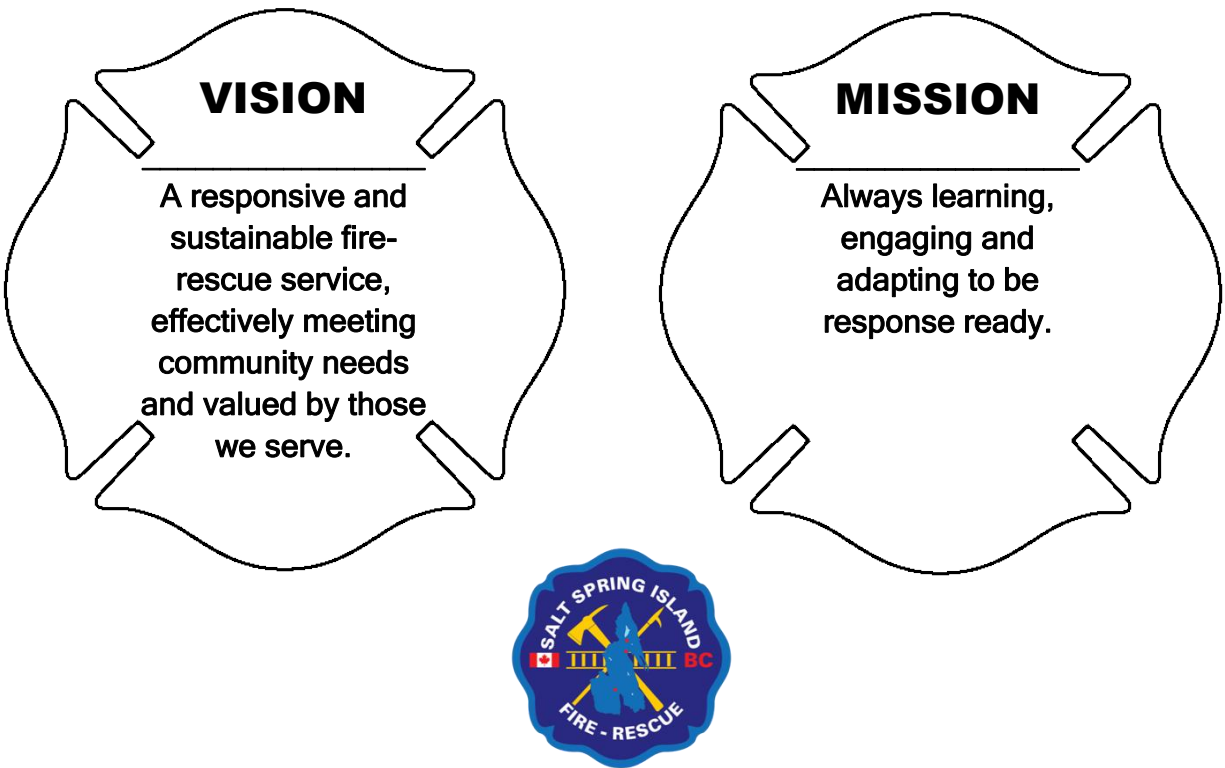 VISION
A responsive and
sustainable fire-
rescue service,
effectively meeting
community needs
and valued by those
we serve.
MISSION
Always learning,
engaging and
adapting to be
response ready.
SALT SPRING ISLAND
BC
FIRE - RESCUE